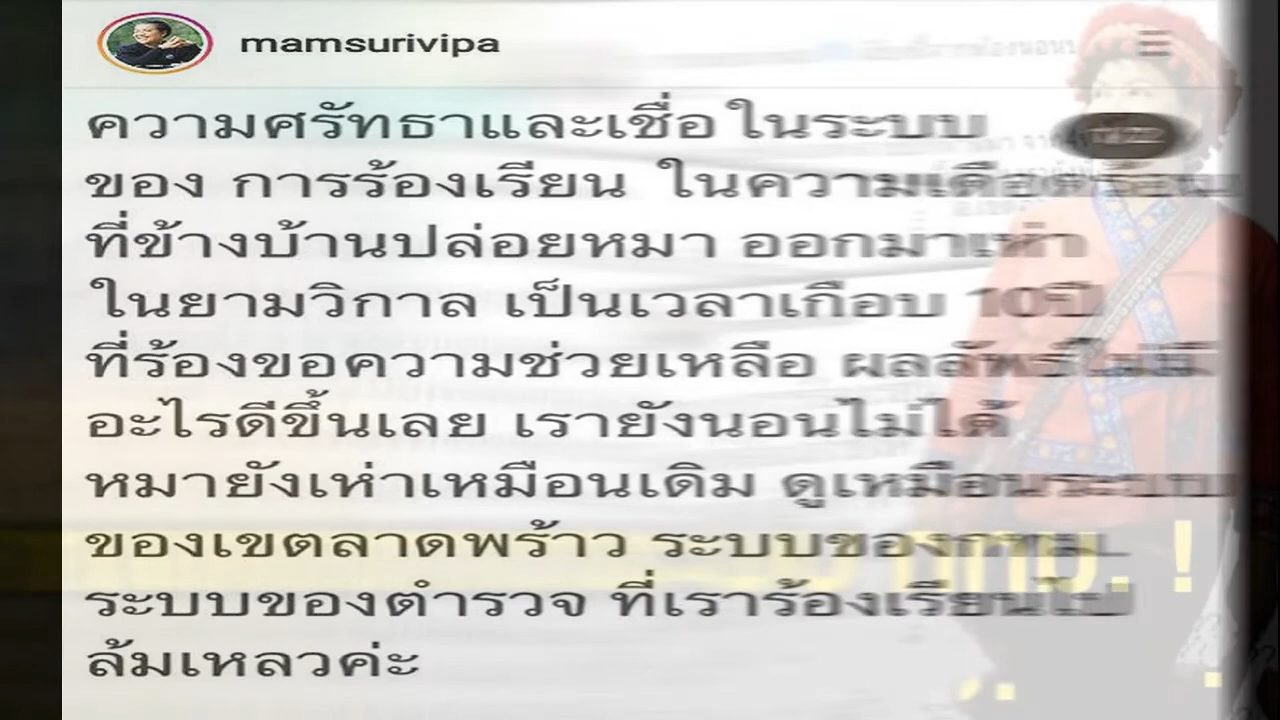 mamsurivipa
ความศรัทธาและเชื่อ ในระบบ
ของ การร้องเรียน ในความเดือดร้อน
ที่ข้างบ้านปล่อยหมา ออกมาเห่า
ในยามวิกาล เป็นเวลาเกือบ 10ปี
ที่ร้องขอความช่วยเหลือ ผลลัพธ์ไม่มี
อะไรดีขึ้นเลย เรายังนอนไม่ได้
หมายังเห่าเหมือนเดิม ดูเหมือนระบบ
ของเขตลาดพร้าว ระบบของกทม
ระบบของตำรวจ ที่เราร้องเรียนไป
ล้มเหลวค่ะ